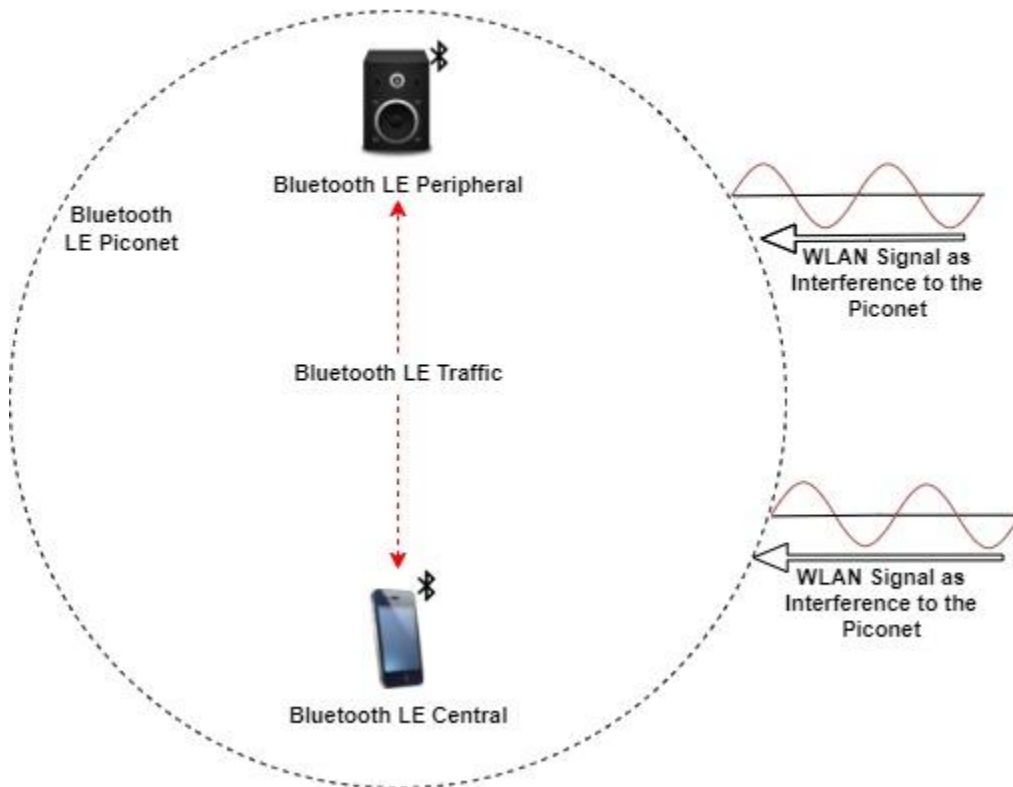 Bluetooth LE Peripheral
Bluetooth
LE Piconet
WLAN Signal as
Interference to the
Piconet
Bluetooth LE Traffic
WLAN Signal as
Interference to the
Piconet
Bluetooth LE Central